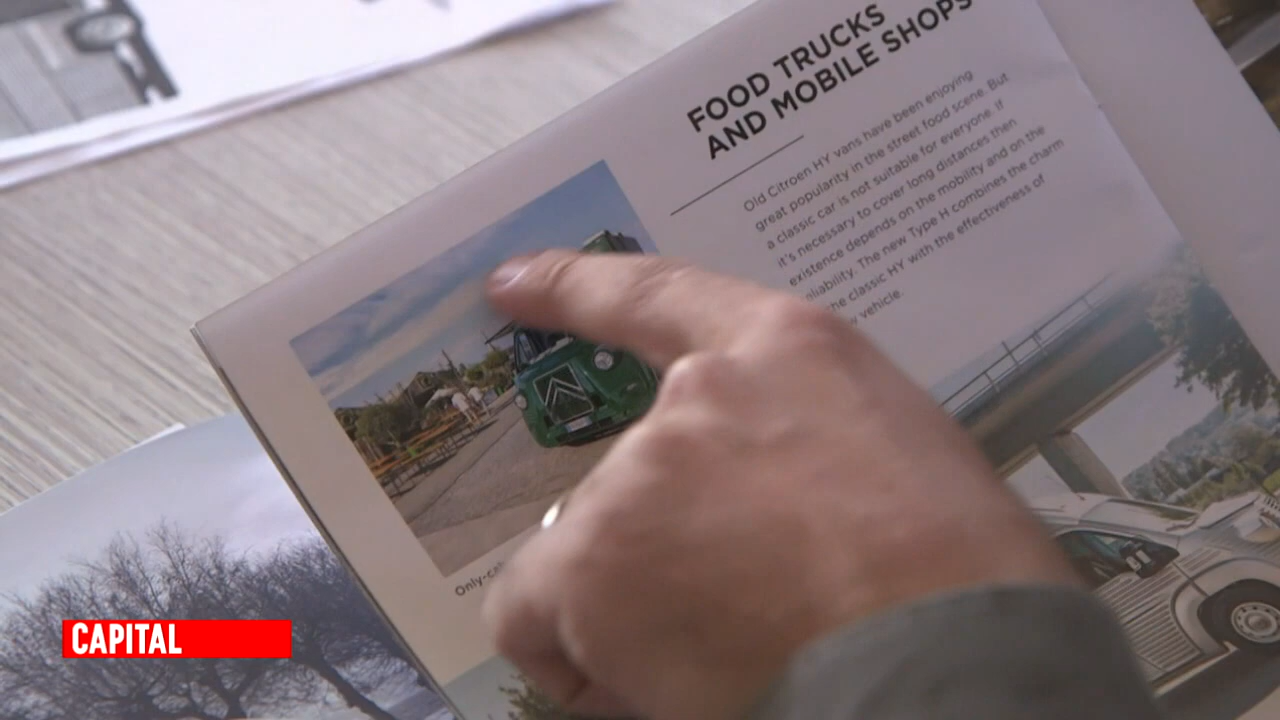 FOOD TRUCKS
AND MOBILE SHOPS
Old Citroen HY vans have been enjoying
great popularity in the street food scene. But
a classic car is not suitable for everyone. If
it's necessary to cover long distances then
existence depends on the mobility and on the
reliability. The new Type H combines the charm
the classic HY with the effectiveness of
vehicle.
CAPITAL